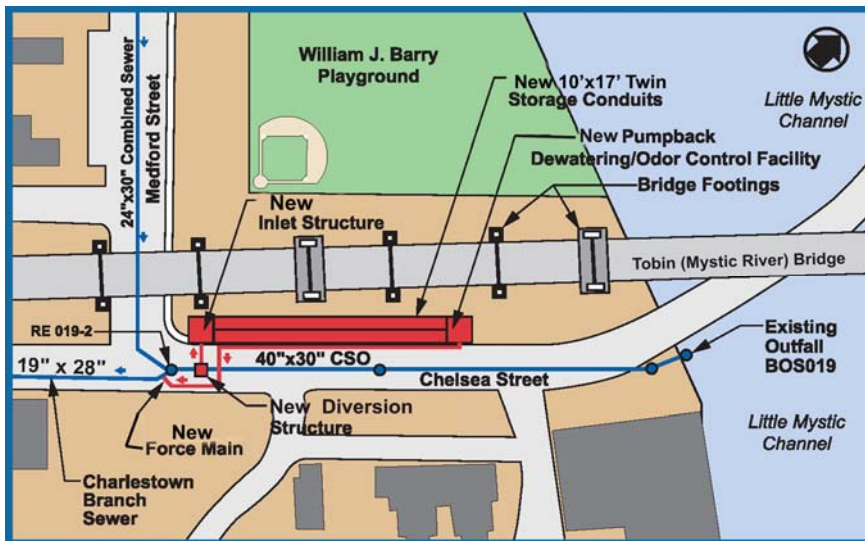 William J. Barry
Playground
New 10'x17' Twin
Storage Conduits
Little Mystic
Channel
24"x30" Combined Sewer
Medford Street
New Pumpback
Dewatering/Odor Control Facility
Bridge Footings
New
Inlet Structure
Tobin (Mystic River) Bridge
RE 019-2
Existing
Outfall
BOS019
19" x 28"
40"x30" CSO
Chelsea Street
New Diversion
Structure
New
Force Main
Little Mystic
Channel
Charlestown
Branch
Sewer